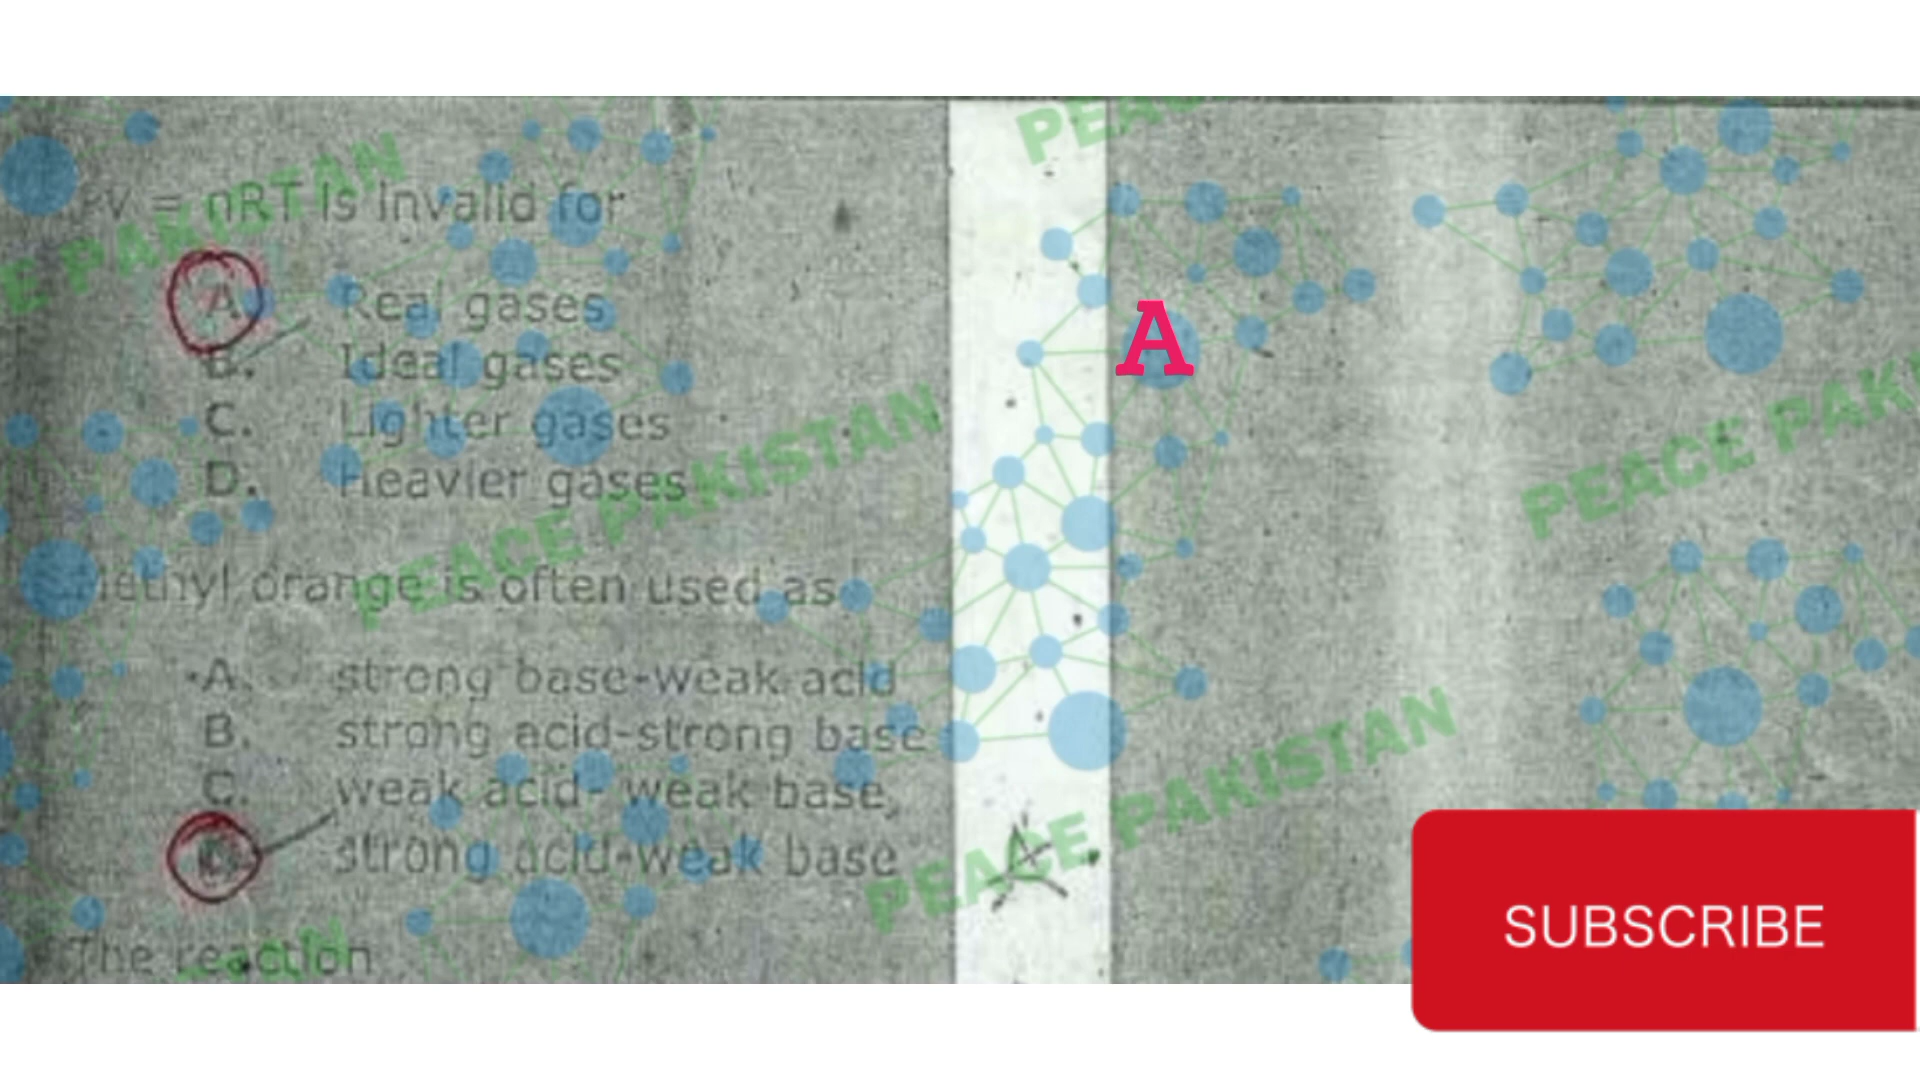 PV = nRT is invalid for
A. Real gases
B. Ideal gases
C. Lighter gases
D. Heavier gases
A
Methyl orange is often used as
A. strong base-weak acid
B. strong acid-strong base
C. weak acid- weak base
strong acid-weak base
The reaction
PEACE PAKISTAN
PEACE PAKISTAN
PEACE PAKISTAN
SUBSCRIBE